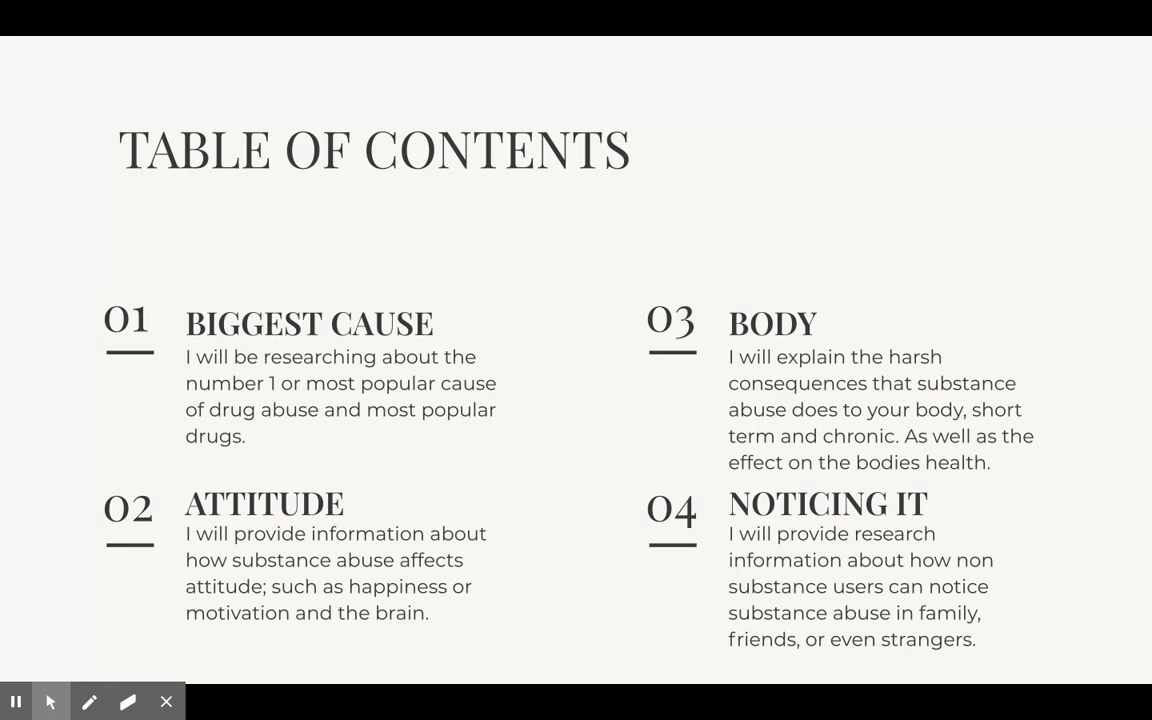 TABLE OF CONTENTS
01
BIGGEST CAUSE
I will be researching about the
number 1 or most popular cause
of drug abuse and most popular
drugs.
02
ATTITUDE
I will provide information about
how substance abuse affects
attitude; such as happiness or
motivation and the brain.
03
BODY
I will explain the harsh
consequences that substance
abuse does to your body, short
term and chronic. As well as the
effect on the bodies health.
04
NOTICING IT
I will provide research
information about how non
substance users can notice
substance abuse in family,
friends, or even strangers.